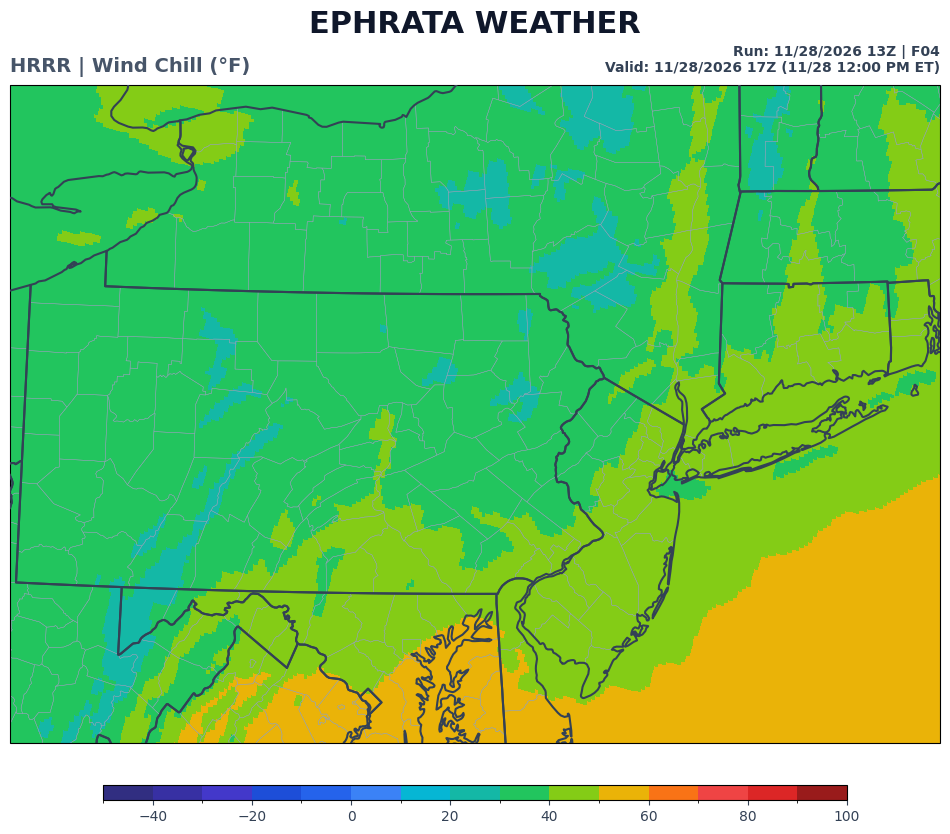 EPHRATA WEATHER
HRRR | Wind Chill (°F)
Run: 11/28/2026 13Z | F04
Valid: 11/28/2026 17Z (11/28 12:00 PM ET)
−40 −20 0 20 40 60 80 100